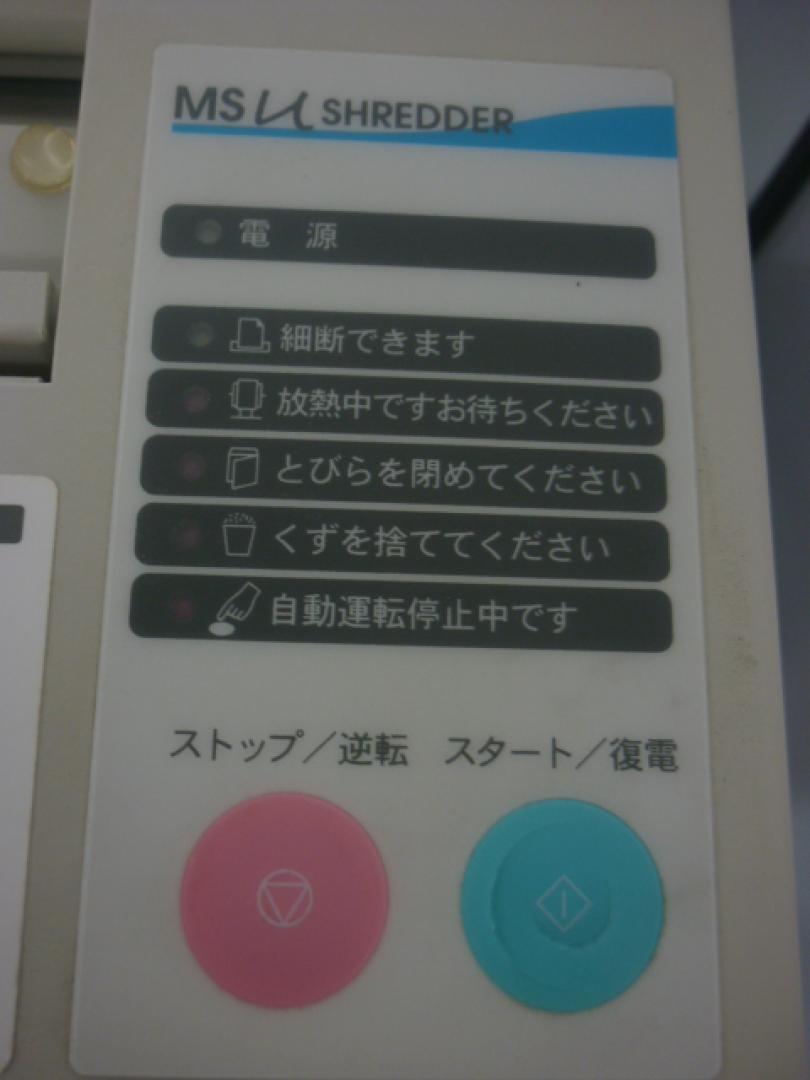 MS μ SHREDDER
電 源
細断できます
放熱中ですお待ちください
とびらを閉めてください
くずを捨ててください
自動運転停止中です
ストップ／逆転 スタート／復電